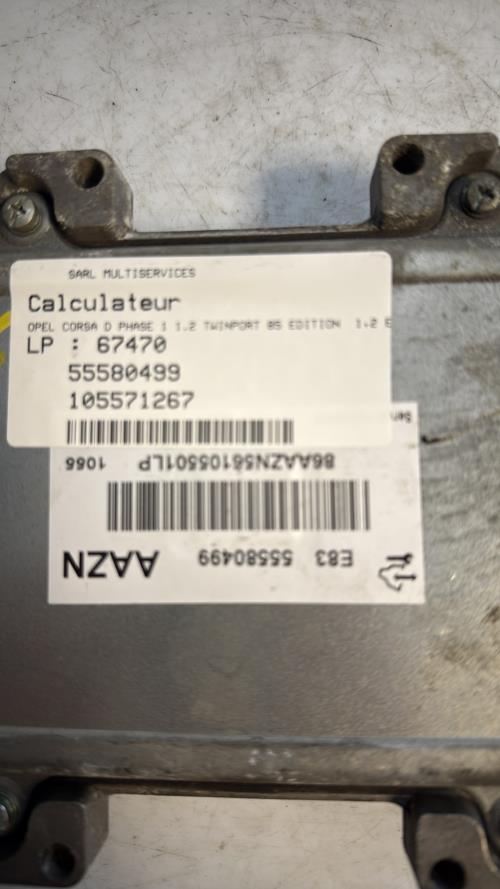 SARL MULTISERVICES
Calculateur
OPEL CORSA D PHASE 1 1.2 TWINPORT 85 EDITION 1.2 E
LP : 67470
55580499
105571267
AAZN
E83 55580499
86AAZN56105501LP 1066